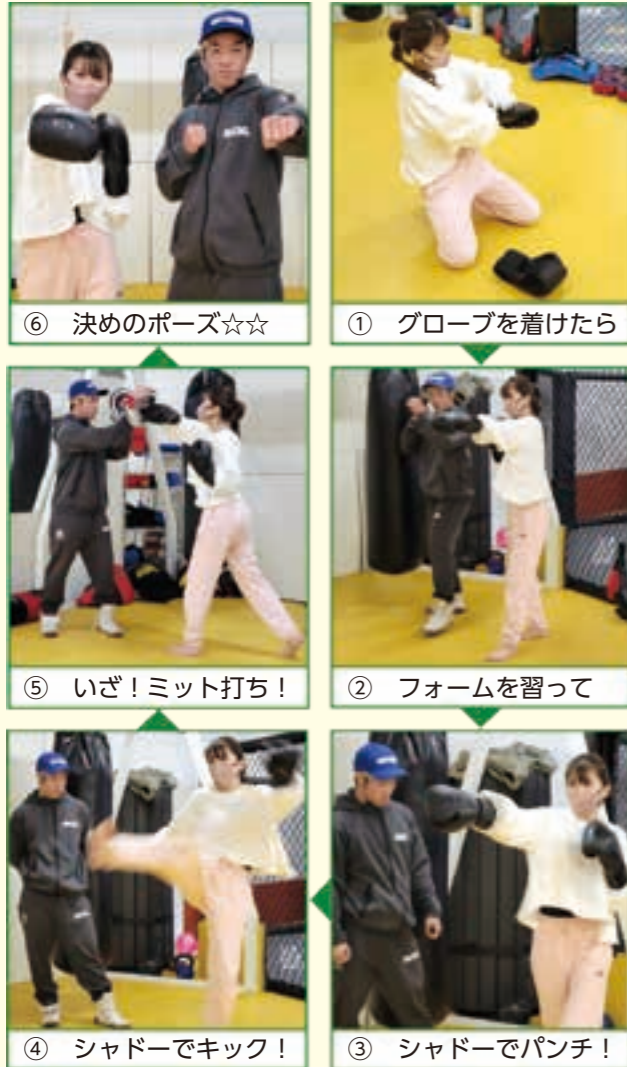 ① グローブを着けたら
② フォームを習って
③ シャドーでパンチ！
④ シャドーでキック！
⑤ いざ！ミット打ち！
⑥ 決めのポーズ☆☆